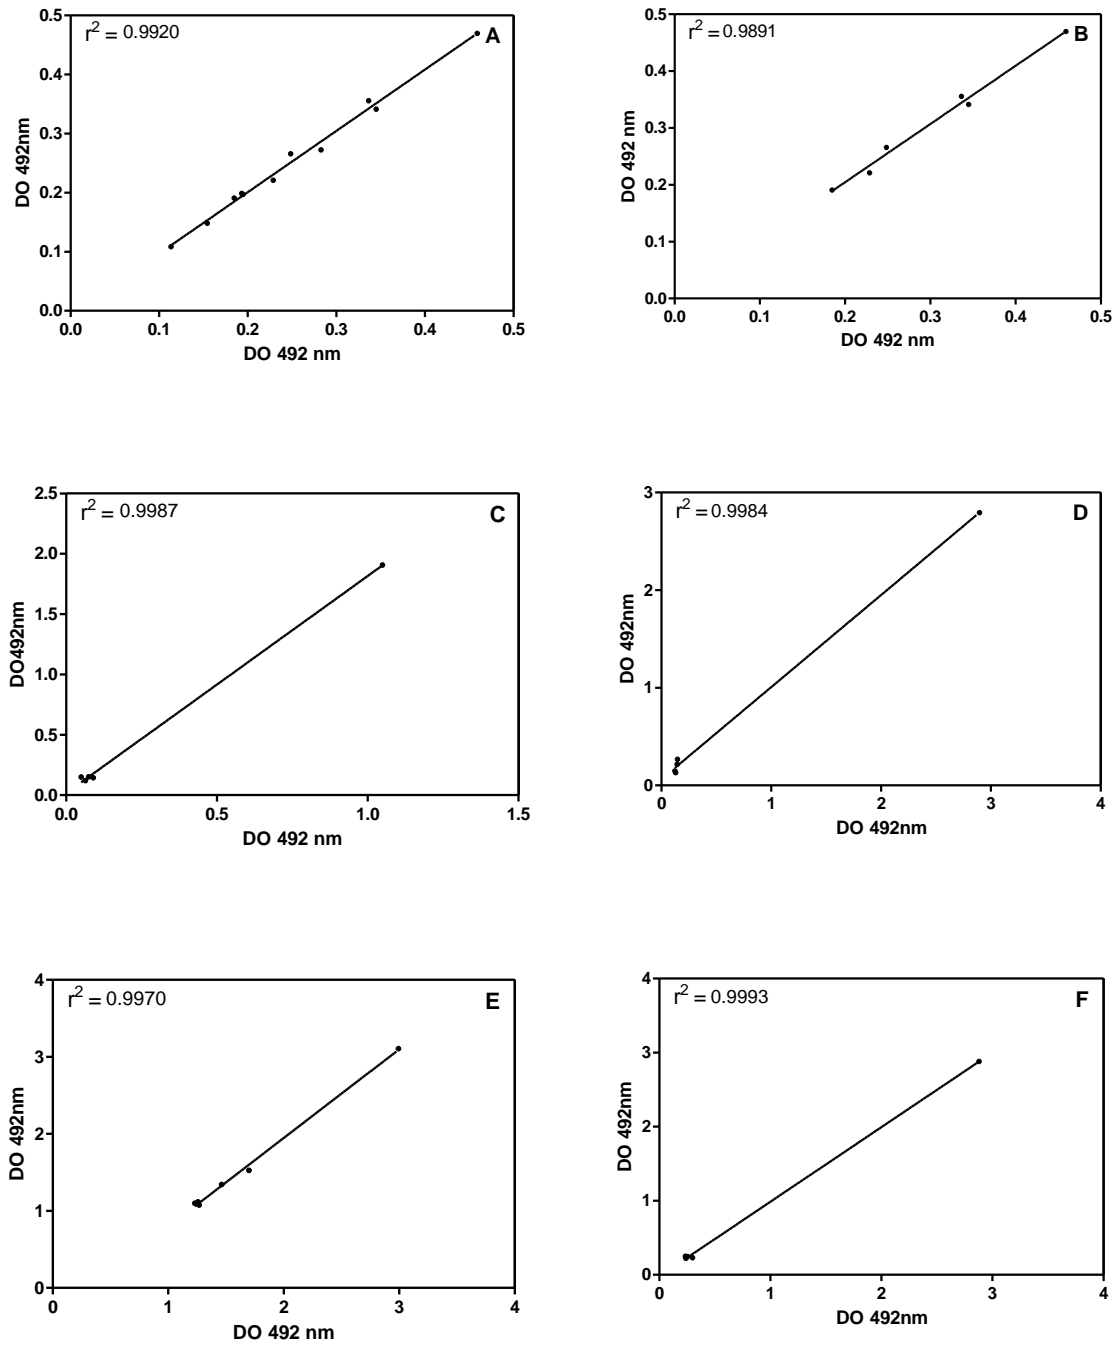 r2 = 0.9920
A
0.5
0.4
0.3
0.2
0.1
0.0
DO 492nm
0.0 0.1 0.2 0.3 0.4 0.5
DO 492 nm
r2 = 0.9891
B
0.5
0.4
0.3
0.2
0.1
0.0
DO 492 nm
0.0 0.1 0.2 0.3 0.4 0.5
DO 492 nm
r2 = 0.9987
C
2.5
2.0
1.5
1.0
0.5
0.0
DO492nm
0.0 0.5 1.0 1.5
DO 492 nm
r2 = 0.9984
D
3
2
1
0
DO 492nm
0 1 2 3 4
DO 492nm
r2 = 0.9970
E
4
3
2
1
0
DO 492nm
0 1 2 3 4
DO 492 nm
r2 = 0.9993
F
4
3
2
1
0
DO 492nm
0 1 2 3 4
DO 492nm